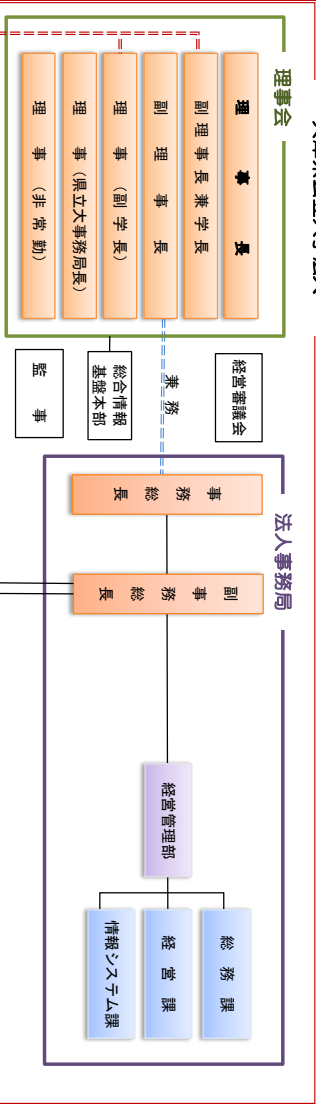 理事会
理事長
副理事長兼学長
副理事長
理事(副学長)
理事(県立大事務局長)
理事(非常勤)
経営審議会
兼務
総合情報
基盤本部
監事
法人事務局
事務総長
副事務総長
経営管理部
総務課
経営課
情報システム課